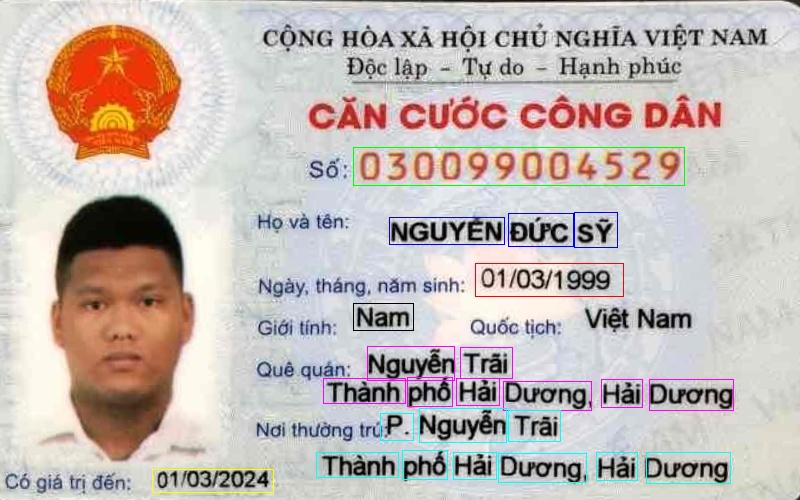 CỘNG HÒA XÃ HỘI CHỦ NGHĨA VIỆT NAM
Độc lập - Tự do - Hạnh phúc
CĂN CƯỚC CÔNG DÂN
Số: 030099004529
Họ và tên: NGUYỄN ĐỨC SỸ
Ngày, tháng, năm sinh: 01/03/1999
Giới tính: Nam Quốc tịch: Việt Nam
Quê quán: Nguyễn Trãi
Thành phố Hải Dương, Hải Dương
Nơi thường trú: P. Nguyễn Trãi
Thành phố Hải Dương, Hải Dương
Có giá trị đến: 01/03/2024